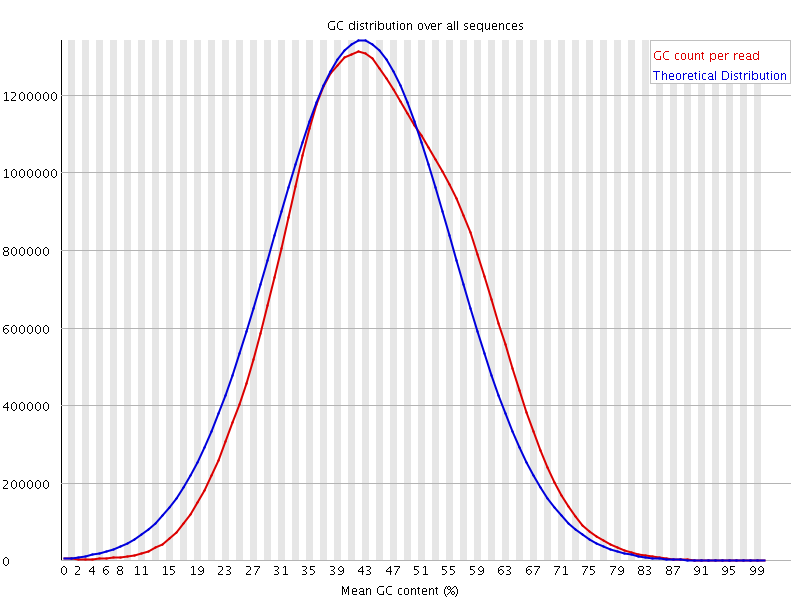 GC distribution over all sequences
GC count per read
Theoretical Distribution
1200000
1000000
800000
600000
400000
200000
0
0 2 4 6 8 11 15 19 23 27 31 35 39 43 47 51 55 59 63 67 71 75 79 83 87 91 95 99
Mean GC content (%)